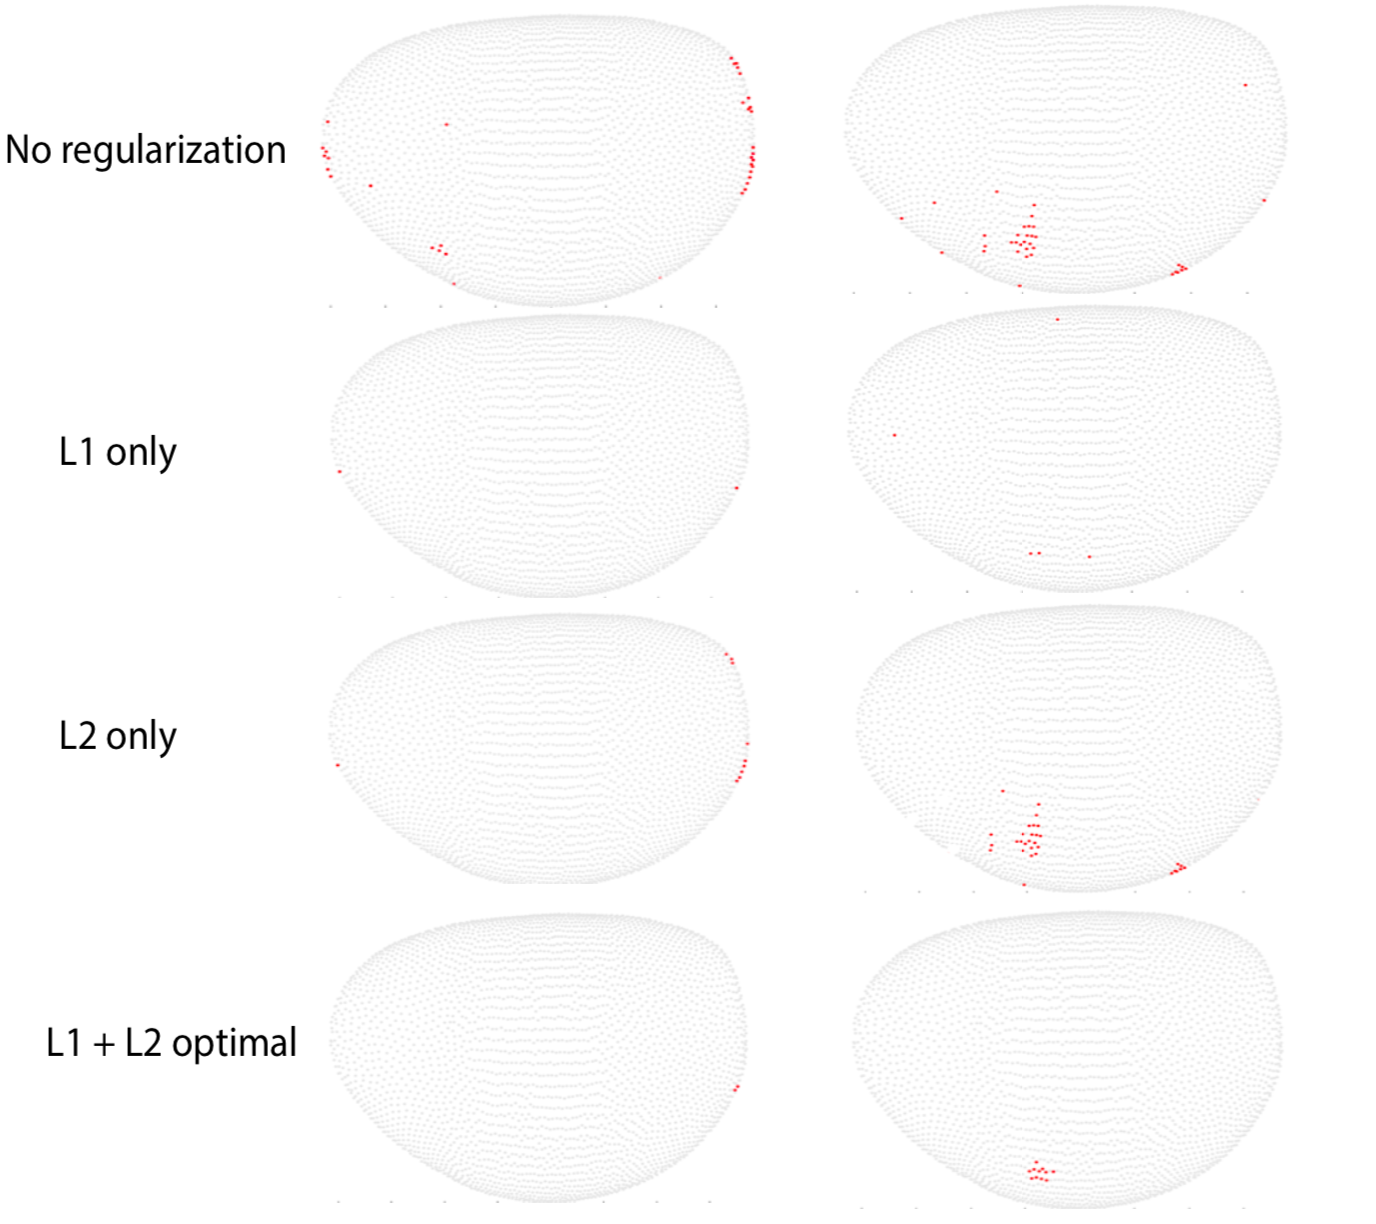 No regularization
L1 only
L2 only
L1 + L2 optimal